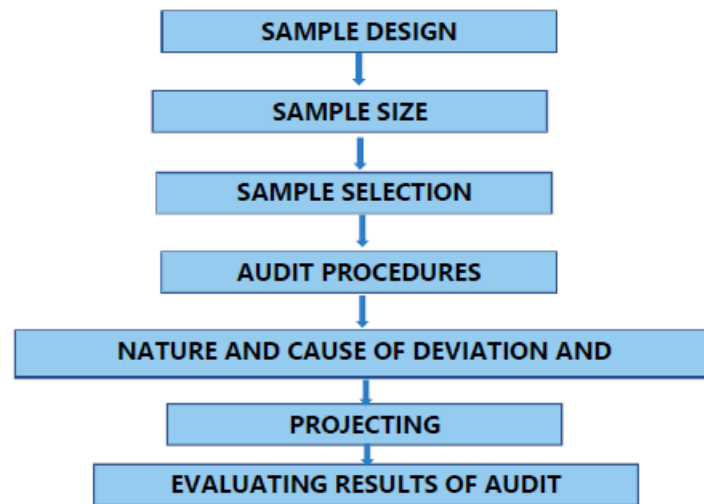 SAMPLE DESIGN
SAMPLE SIZE
SAMPLE SELECTION
AUDIT PROCEDURES
NATURE AND CAUSE OF DEVIATION AND
PROJECTING
EVALUATING RESULTS OF AUDIT